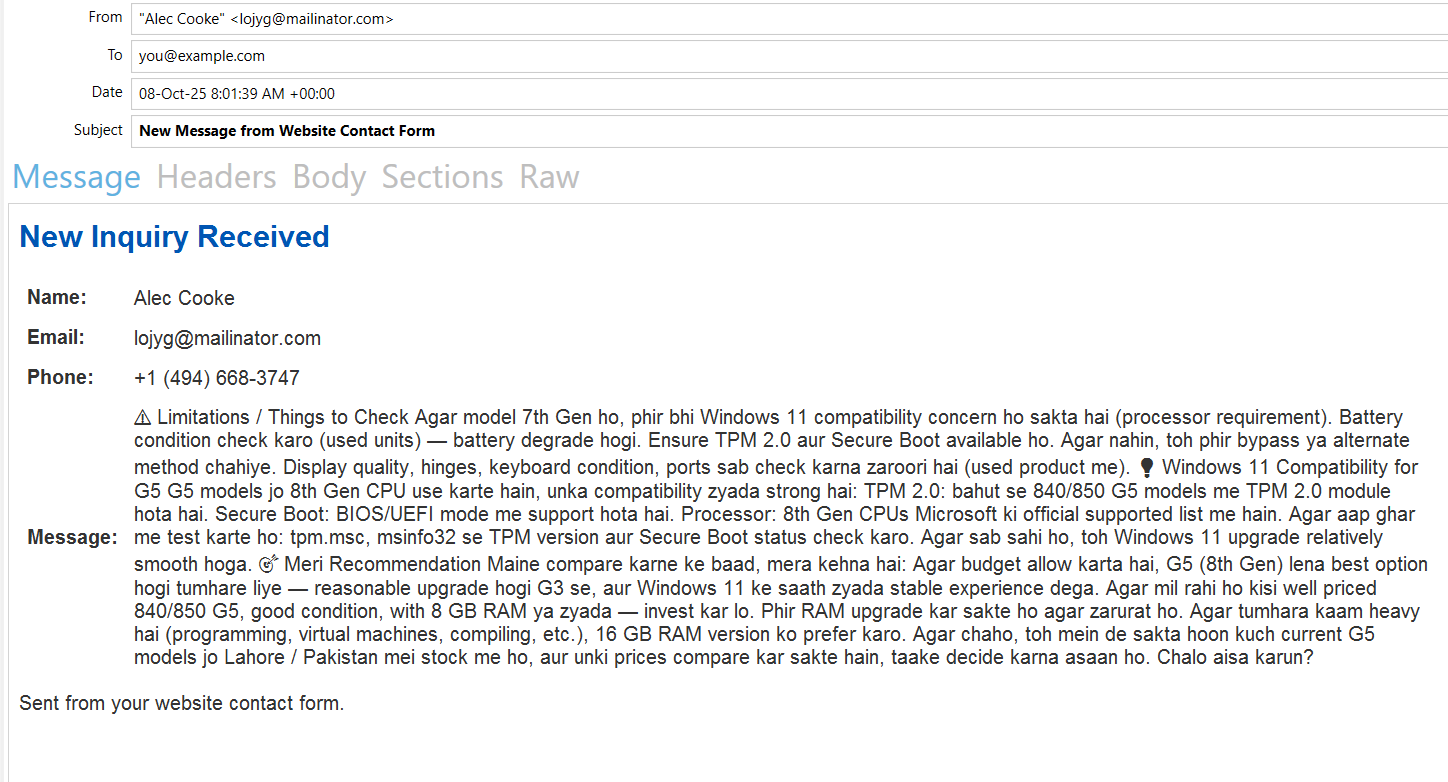 From "Alec Cooke" <lojyg@mailinator.com>
To you@example.com
Date 08-Oct-25 8:01:39 AM +00:00
Subject New Message from Website Contact Form
Message Headers Body Sections Raw
New Inquiry Received
Name: Alec Cooke
Email: lojyg@mailinator.com
Phone: +1 (494) 668-3747
Message:
⚠ Limitations / Things to Check Agar model 7th Gen ho, phir bhi Windows 11 compatibility concern ho sakta hai (processor requirement). Battery
condition check karo (used units) — battery degrade hogi. Ensure TPM 2.0 aur Secure Boot available ho. Agar nahin, toh phir bypass ya alternate
method chahiye. Display quality, hinges, keyboard condition, ports sab check karna zaroori hai (used product me). 💡 Windows 11 Compatibility for
G5 G5 models jo 8th Gen CPU use karte hain, unka compatibility zyada strong hai: TPM 2.0: bahut se 840/850 G5 models me TPM 2.0 module
hota hai. Secure Boot: BIOS/UEFI mode me support hota hai. Processor: 8th Gen CPUs Microsoft ki official supported list me hain. Agar aap ghar
me test karte ho: tpm.msc, msinfo32 se TPM version aur Secure Boot status check karo. Agar sab sahi ho, toh Windows 11 upgrade relatively
smooth hoga. 🎯 Meri Recommendation Maine compare karne ke baad, mera kehna hai: Agar budget allow karta hai, G5 (8th Gen) lena best option
hogi tumhare liye — reasonable upgrade hogi G3 se, aur Windows 11 ke saath zyada stable experience dega. Agar mil rahi ho kisi well priced
840/850 G5, good condition, with 8 GB RAM ya zyada — invest kar lo. Phir RAM upgrade kar sakte ho agar zarurat ho. Agar tumhara kaam heavy
hai (programming, virtual machines, compiling, etc.), 16 GB RAM version ko prefer karo. Agar chaho, toh mein de sakta hoon kuch current G5
models jo Lahore / Pakistan mei stock me ho, aur unki prices compare kar sakte hain, taake decide karna asaan ho. Chalo aisa karun?
Sent from your website contact form.